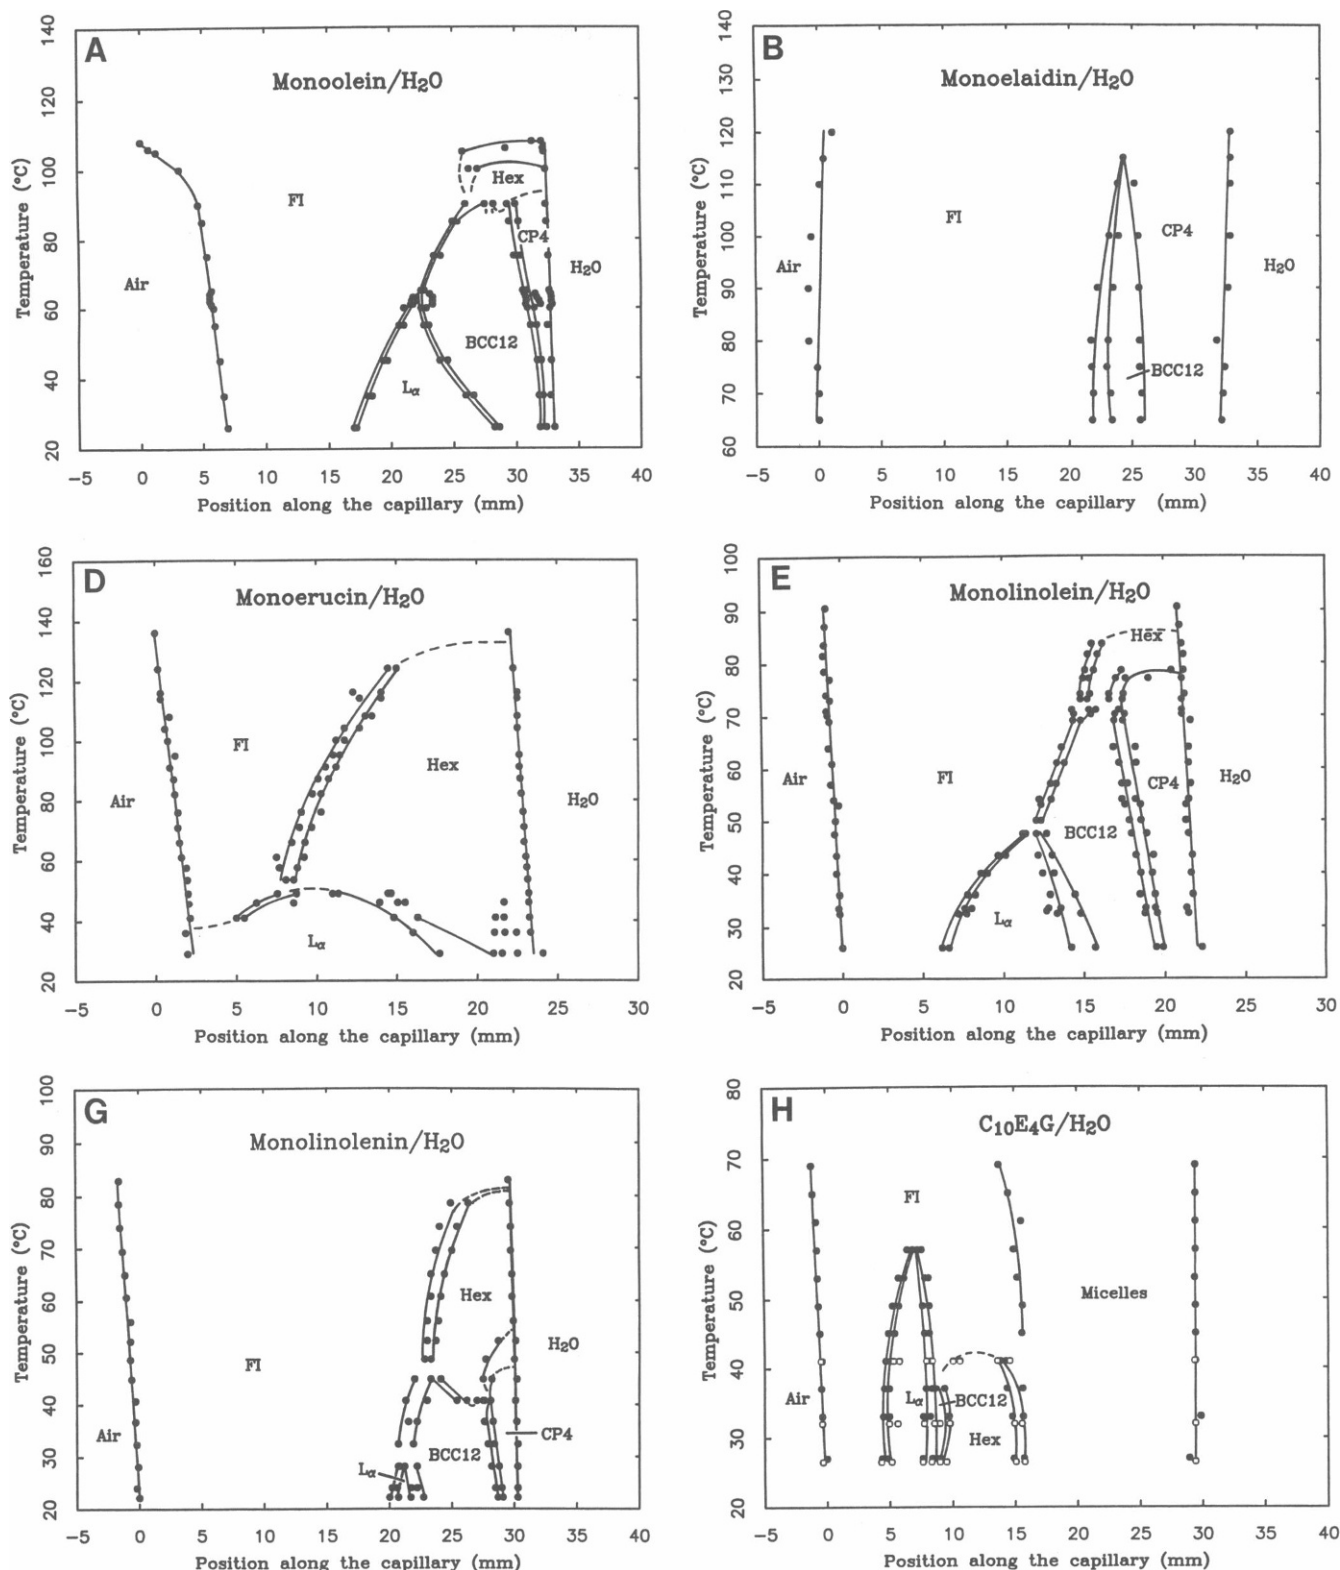 A
Monoolein/H₂O
Temperature (°C)
140
120
100
80
60
40
20
Air
FI
Hex
CP4
H₂O
BCC12
Lα
−5 0 5 10 15 20 25 30 35 40
Position along the capillary (mm)
B
Monoelaidin/H₂O
Temperature (°C)
140
130
120
110
100
90
80
70
60
Air
FI
CP4
H₂O
BCC12
−5 0 5 10 15 20 25 30 35 40
Position along the capillary (mm)
D
Monoerucin/H₂O
Temperature (°C)
160
140
120
100
80
60
40
20
FI
Hex
Air
H₂O
Lα
−5 0 5 10 15 20 25 30
Position along the capillary (mm)
E
Monolinolein/H₂O
Temperature (°C)
100
90
80
70
60
50
40
30
20
Hex
Air
FI
CP4
H₂O
BCC12
Lα
−5 0 5 10 15 20 25 30
Position along the capillary (mm)
G
Monolinolenin/H₂O
Temperature (°C)
100
90
80
70
60
50
40
30
20
Hex
H₂O
FI
Air
CP4
BCC12
Lα
−5 0 5 10 15 20 25 30 35 40
Position along the capillary (mm)
H
C₁₀E₄G/H₂O
Temperature (°C)
80
70
60
50
40
30
20
FI
Micelles
Air
Lα
BCC12
Hex
−5 0 5 10 15 20 25 30 35 40
Position along the capillary (mm)